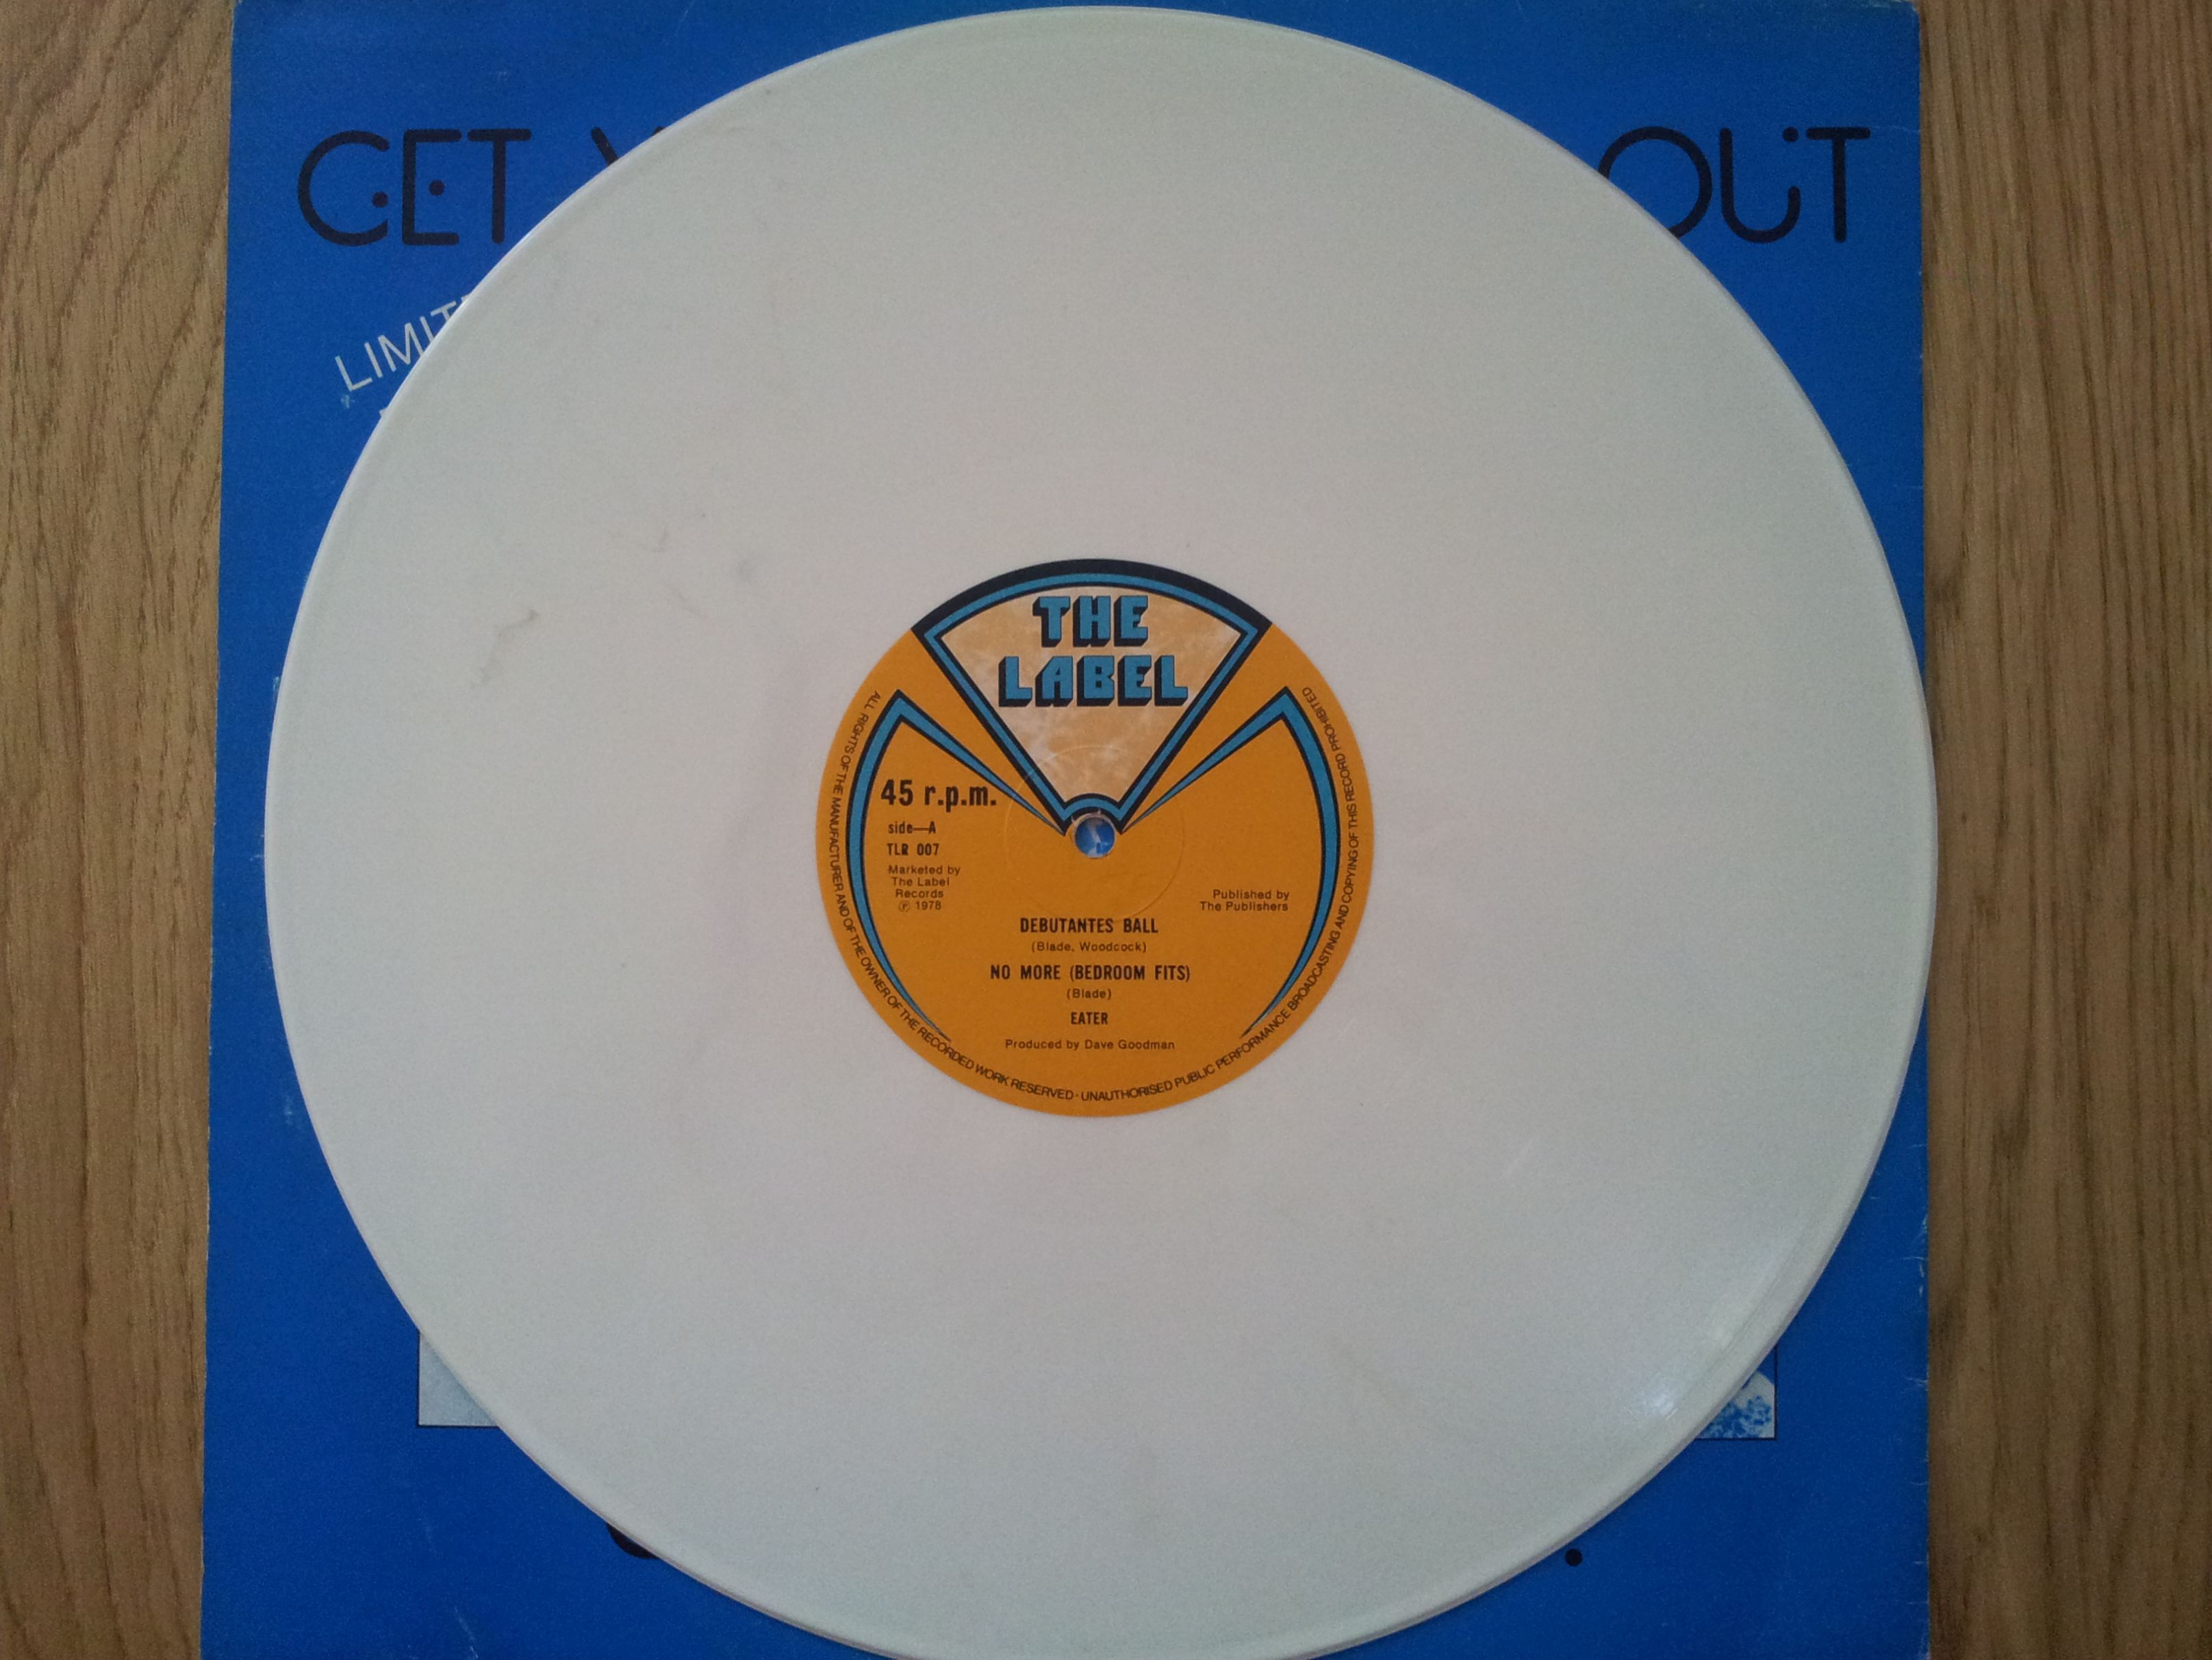 GET OUT
THE
LABEL
45 r.p.m.
side—A
TLR 007
Marketed by
The Label
Records
℗ 1978
Published by
The Publishers
DEBUTANTES BALL
(Blade, Woodcock)
NO MORE (BEDROOM FITS)
(Blade)
EATER
Produced by Dave Goodman
ALL RIGHTS OF THE MANUFACTURER AND OF THE OWNER OF THE RECORDED WORK RESERVED · UNAUTHORISED PUBLIC PERFORMANCE BROADCASTING AND COPYING OF THIS RECORD PROHIBITED